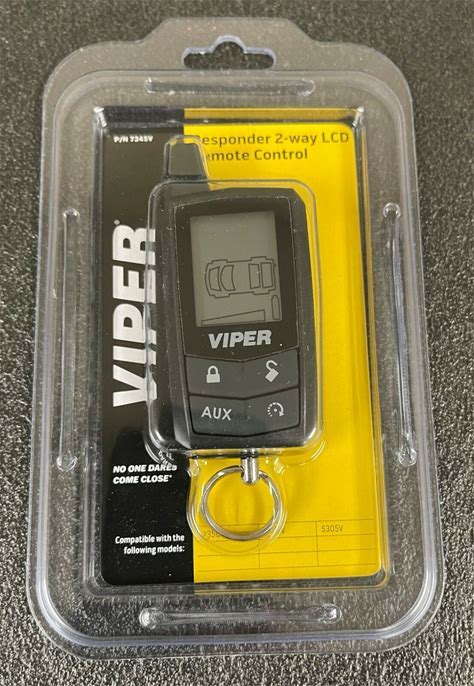 P/N 7345V
Responder 2-way LCD
Remote Control
VIPER®
VIPER
AUX
NO ONE DARES
COME CLOSE®
Compatible with the
following models:
5305V